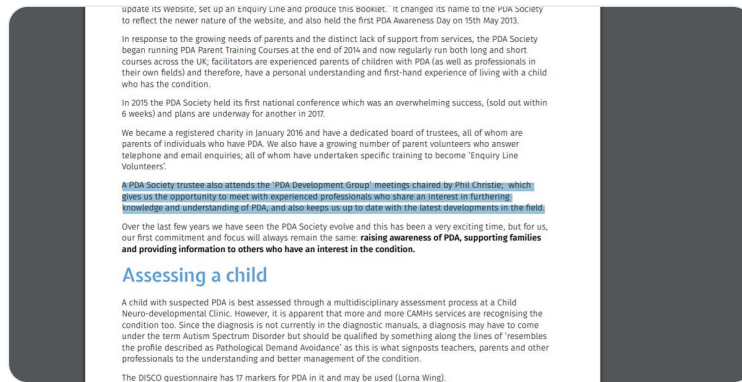 update its website, set up an Enquiry Line and produce this Booklet. It changed its name to the PDA Society
to reflect the newer nature of the website, and also held the first PDA Awareness Day on 15th May 2013.
In response to the growing needs of parents and the distinct lack of support from services, the PDA Society
began running PDA Parent Training Courses at the end of 2014 and now regularly run both long and short
courses across the UK; facilitators are experienced parents of children with PDA (as well as professionals in
their own fields) and therefore, have a personal understanding and first-hand experience of living with a child
who has the condition.
In 2015 the PDA Society held its first national conference which was an overwhelming success, (sold out within
6 weeks) and plans are underway for another in 2017.
We became a registered charity in January 2016 and have a dedicated board of trustees, all of whom are
parents of individuals who have PDA. We also have a growing number of parent volunteers who answer
telephone and email enquiries; all of whom have undertaken specific training to become ‘Enquiry Line
Volunteers’.
A PDA Society trustee also attends the ‘PDA Development Group’ meetings chaired by Phil Christie; which
gives us the opportunity to meet with experienced professionals who share an interest in furthering
knowledge and understanding of PDA, and also keeps us up to date with the latest developments in the field.
Over the last few years we have seen the PDA Society evolve and this has been a very exciting time, but for us,
our first commitment and focus will always remain the same: raising awareness of PDA, supporting families
and providing information to others who have an interest in the condition.
Assessing a child
A child with suspected PDA is best assessed through a multidisciplinary assessment process at a Child
Neuro-developmental Clinic. However, it is apparent that more and more CAMHs services are recognising the
condition too. Since the diagnosis is not currently in the diagnostic manuals, a diagnosis may have to come
under the term Autism Spectrum Disorder but should be qualified by something along the lines of ‘resembles
the profile described as Pathological Demand Avoidance’ as this is what signposts teachers, parents and other
professionals to the understanding and better management of the condition.
The DISCO questionnaire has 17 markers for PDA in it and may be used (Lorna Wing).